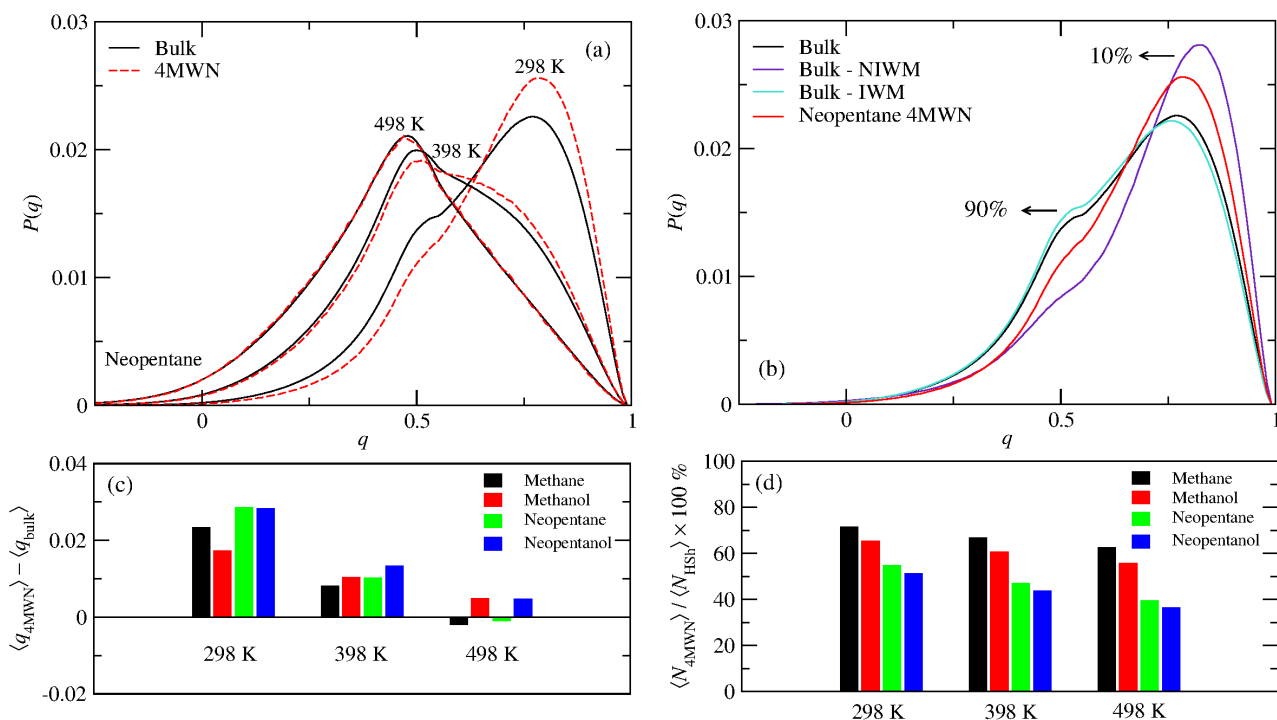 0.03
0.02
0.01
0
P(q)
Bulk
4MWN
(a)
298 K
498 K
398 K
Neopentane
0
0.5
1
q
0.03
0.02
0.01
0
P(q)
Bulk
Bulk - NIWM
Bulk - IWM
Neopentane 4MWN
10%
90%
(b)
0
0.5
1
q
0.04
0.02
0
-0.02
⟨q4MWN⟩ − ⟨qbulk⟩
(c)
Methane
Methanol
Neopentane
Neopentanol
298 K
398 K
498 K
100
80
60
40
20
0
⟨N4MWN⟩ / ⟨NHSh⟩ × 100 %
(d)
Methane
Methanol
Neopentane
Neopentanol
298 K
398 K
498 K